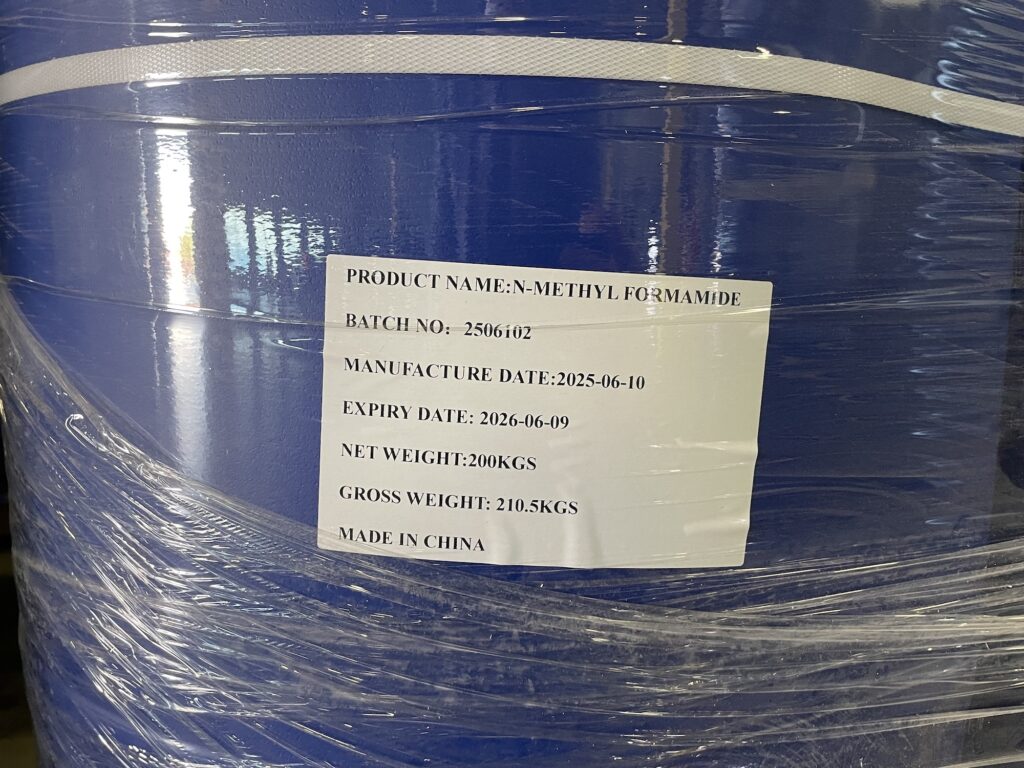 PRODUCT NAME:N-METHYL FORMAMIDE
BATCH NO: 2506102
MANUFACTURE DATE:2025-06-10
EXPIRY DATE: 2026-06-09
NET WEIGHT:200KGS
GROSS WEIGHT: 210.5KGS
MADE IN CHINA